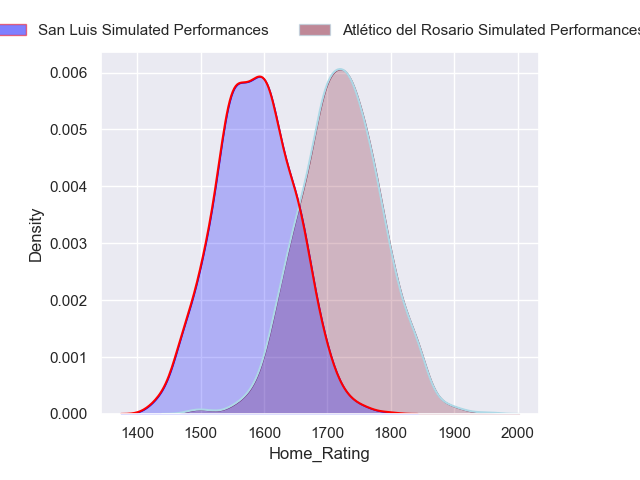 San Luis Simulated Performances
Atlético del Rosario Simulated Performances
0.006
0.005
0.004
0.003
0.002
0.001
0.000
Density
1400 1500 1600 1700 1800 1900 2000
Home_Rating